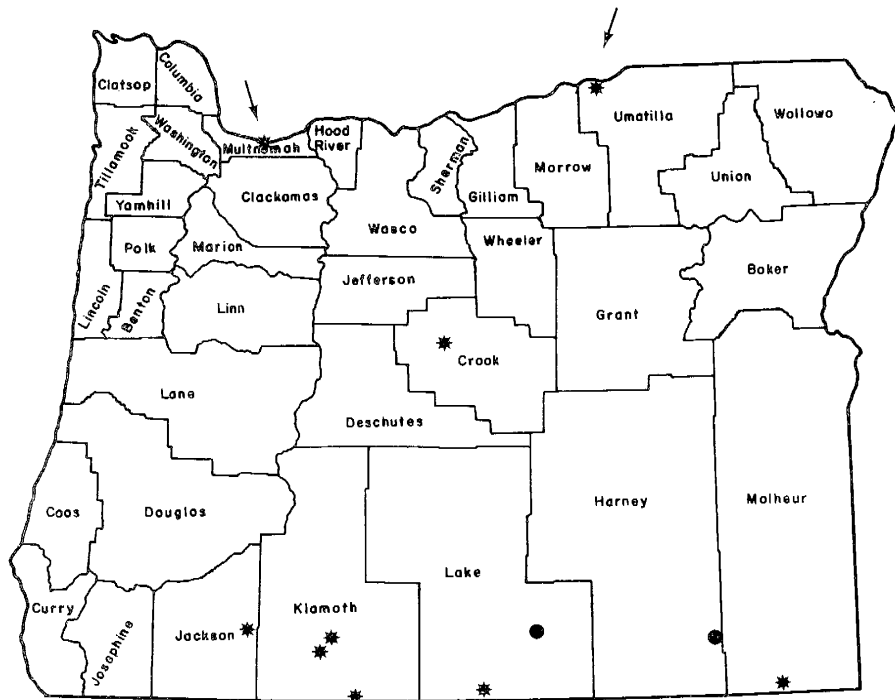 Clatsop
Columbia
Tillamook
Washington
Multnomah
Hood
River
Sherman
Gilliam
Morrow
Umatilla
Wollowa
Union
Yamhill
Clackamas
Wasco
Wheeler
Polk
Marion
Jefferson
Baker
Lincoln
Benton
Linn
Grant
Crook
Lane
Deschutes
Coos
Douglas
Harney
Malheur
Lake
Curry
Josephine
Jackson
Klamath